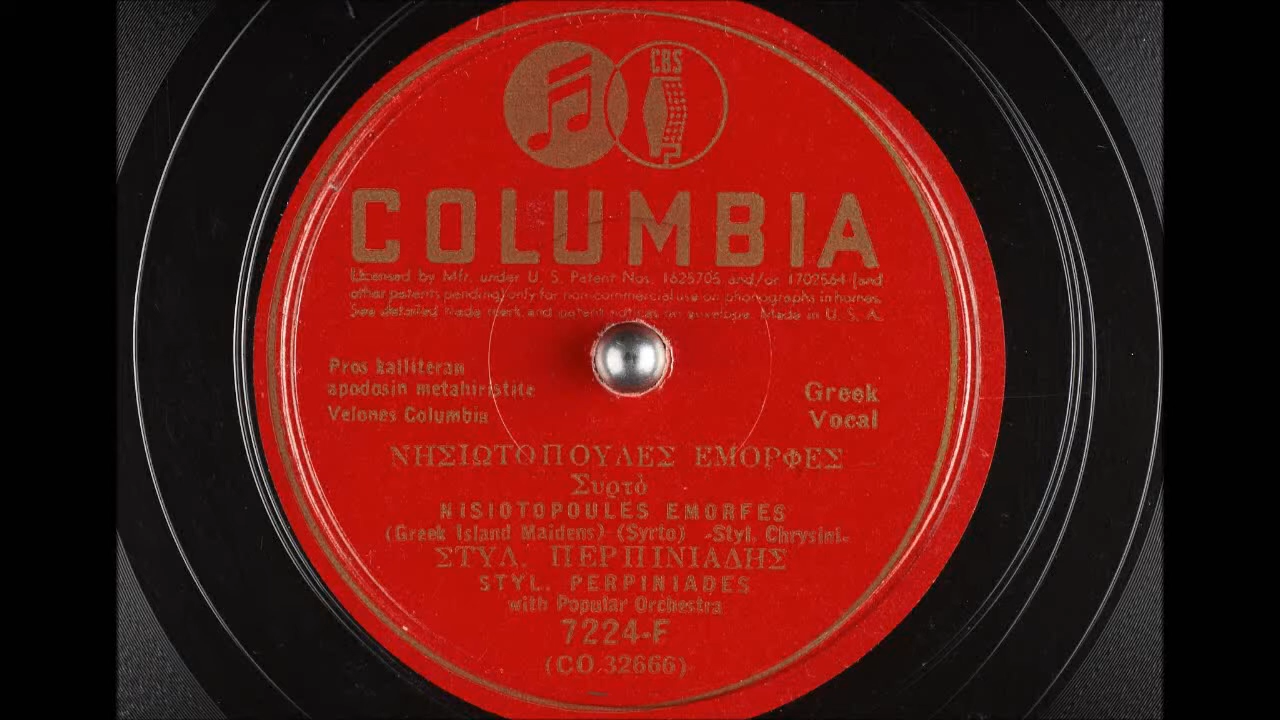 CBS
COLUMBIA
Licensed by Mfr. under U. S. Patent Nos. 1625705 and/or 1702564 (and
other patents pending) only for non-commercial use on phonographs in homes.
See detailed trade mark and patent notices on envelope. Made in U. S. A.
Pros kalliteran
apodosin metahiristite
Velones Columbia
Greek
Vocal
ΝΗΣΙΩΤΟΠΟΥΛΕΣ ΕΜΟΡΦΕΣ
Συρτό
NISIOTOPOULES EMORFES
(Greek Island Maidens) (Syrto) -Styl. Chrysini-
ΣΤΥΛ. ΠΕΡΠΙΝΙΑΔΗΣ
STYL. PERPINIADES
with Popular Orchestra
7224-F
(CO 32666)